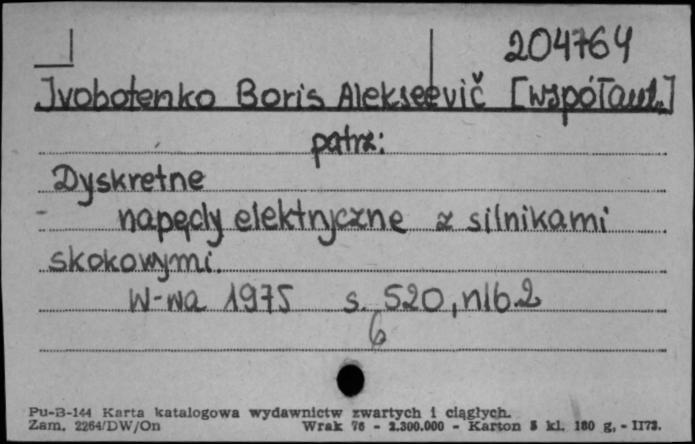 204764
Ivobotenko Boris Alekseevič [współaut.]
patrz:
Dyskretne
napędy elektryczne z silnikami
skokowymi.
W-wa 1975 s. 520, nlb 2
6
Pu-B-144 Karta katalogowa wydawnictw zwartych i ciągłych.
Zam. 2264/DW/On Wrak 76 - 2.300.000 - Karton 5 kl. 180 g. - 1173.